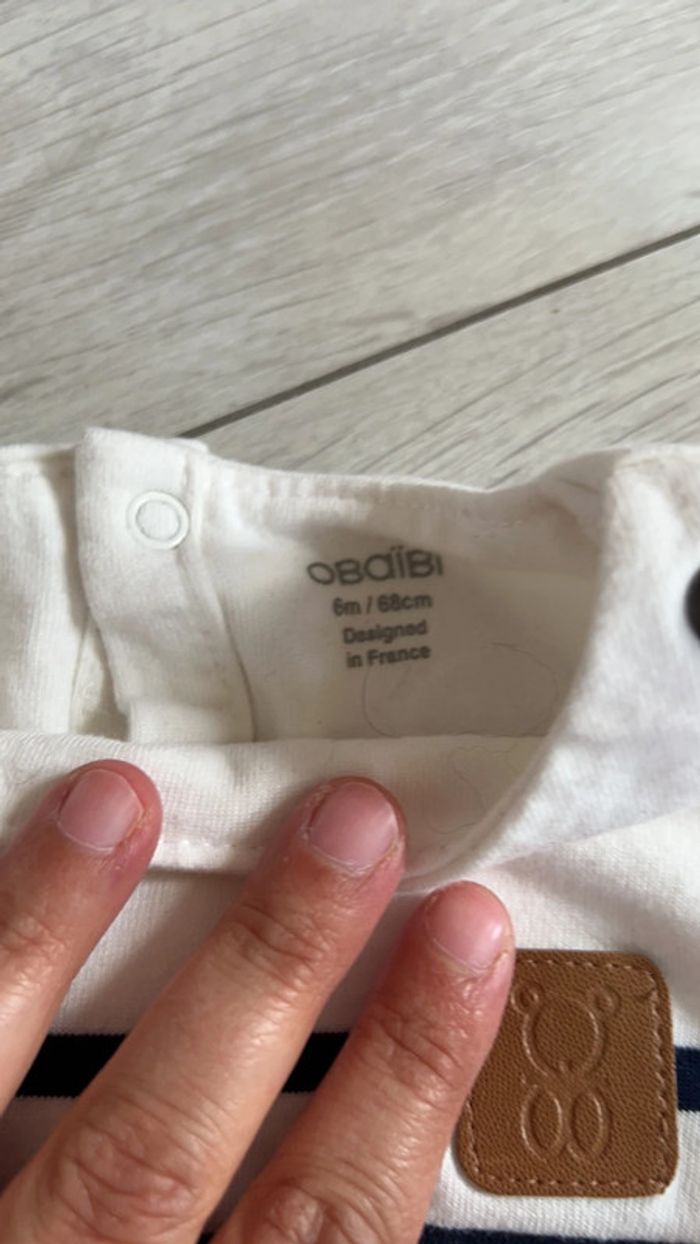 OBaïBI
6m / 68cm
Designed
in France